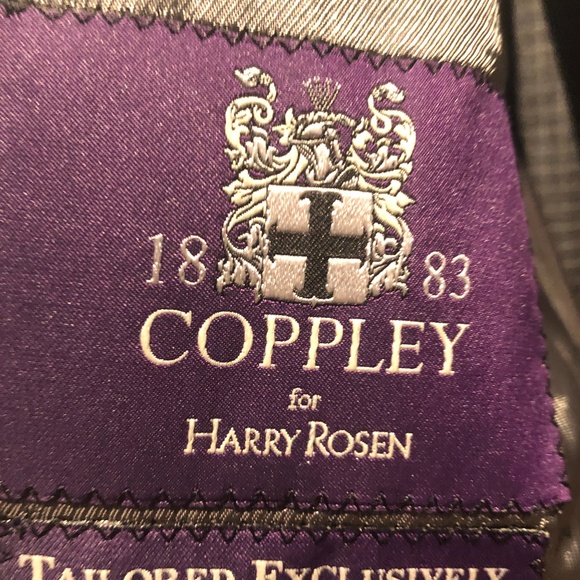 18 83
COPPLEY
for
HARRY ROSEN
TAILORED EXCLUSIVELY